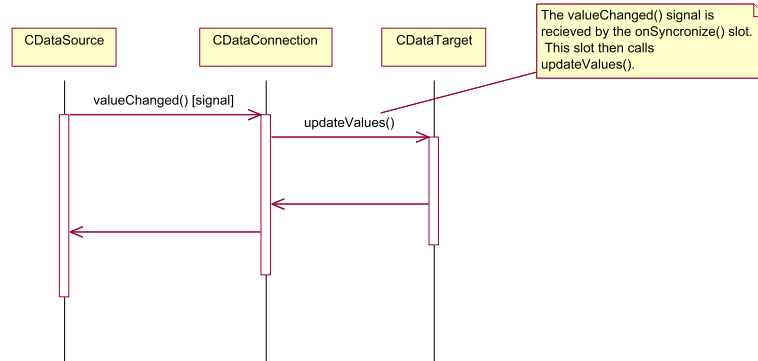 CDataSource
CDataConnection
CDataTarget
The valueChanged() signal is
recieved by the onSyncronize() slot.
This slot then calls
updateValues().
valueChanged() [signal]
updateValues()